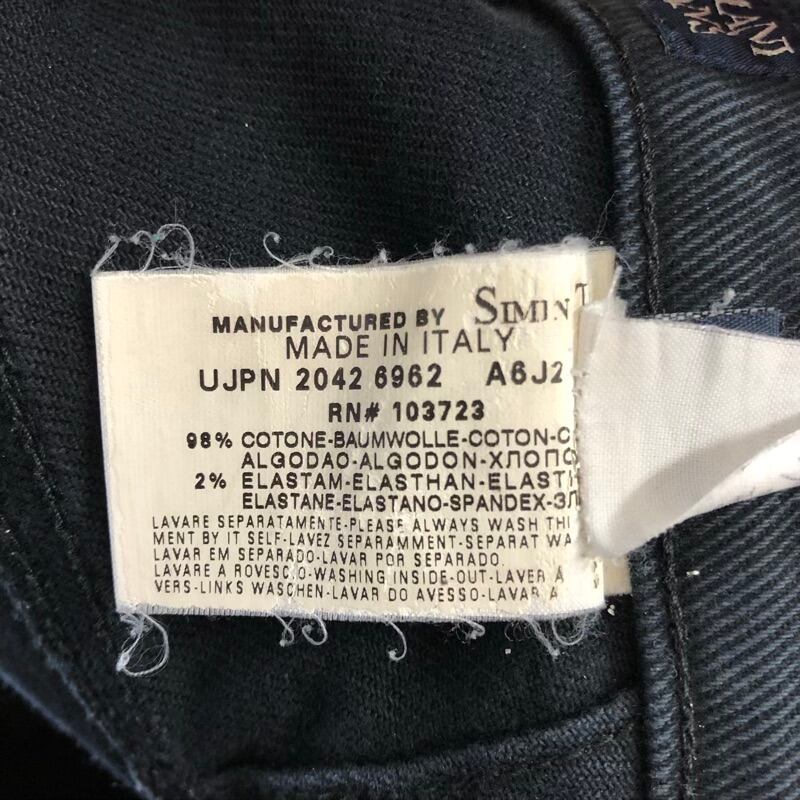 MANUFACTURED BY SIMINT
MADE IN ITALY
UJPN 2042 6962 A6J2
RN# 103723
98% COTONE-BAUMWOLLE-COTON-C
ALGODAO-ALGODON-ХЛОПО
2% ELASTAM-ELASTHAN-ELASTH
ELASTANE-ELASTANO-SPANDEX-ЭЛ
LAVARE SEPARATAMENTE-PLEASE ALWAYS WASH THI
MENT BY IT SELF-LAVEZ SEPARAMMENT-SEPARAT WA
LAVAR EM SEPARADO-LAVAR POR SEPARADO.
LAVARE A ROVESCIO-WASHING INSIDE-OUT-LAVER A
VERS-LINKS WASCHEN-LAVAR DO AVESSO-LAVAR A